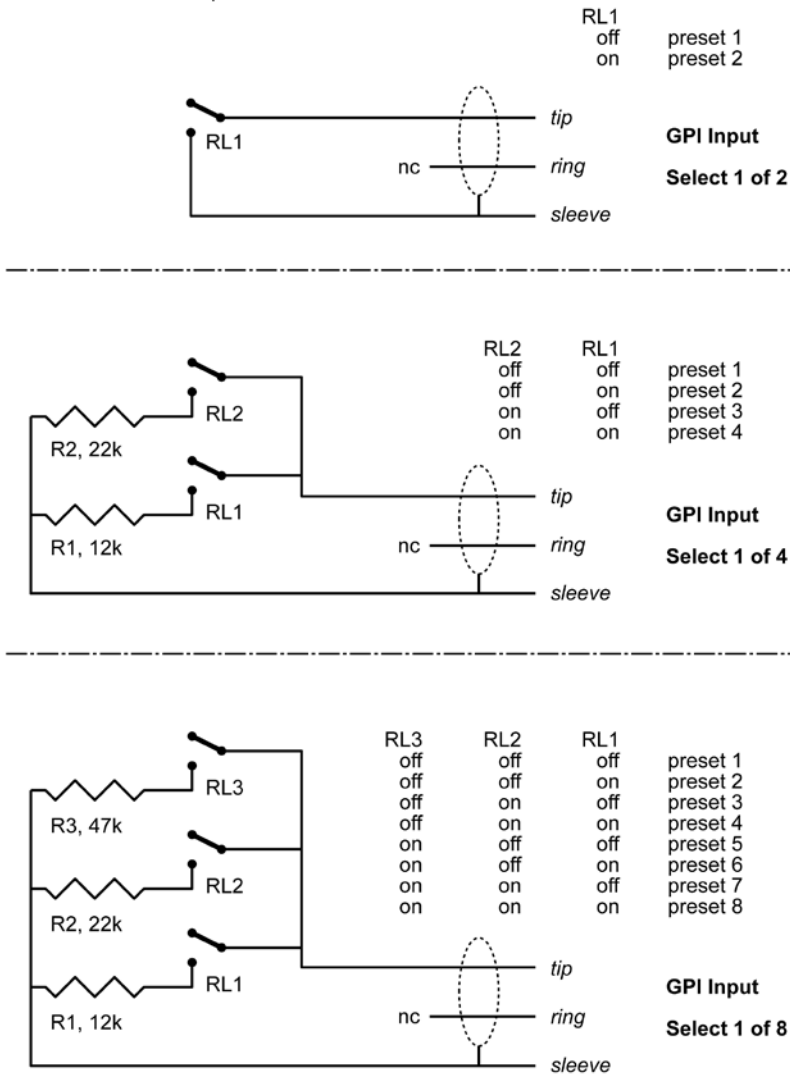 RL1
off preset 1
on preset 2
tip
RL1
GPI Input
nc
ring
Select 1 of 2
sleeve
RL2 RL1
off off preset 1
off on preset 2
on off preset 3
on on preset 4
RL2
R2, 22k
tip
RL1
GPI Input
R1, 12k
nc
ring
Select 1 of 4
sleeve
RL3 RL2 RL1
off off off preset 1
off off on preset 2
off on off preset 3
off on on preset 4
on off off preset 5
on off on preset 6
on on off preset 7
on on on preset 8
RL3
R3, 47k
RL2
R2, 22k
tip
RL1
GPI Input
R1, 12k
nc
ring
Select 1 of 8
sleeve